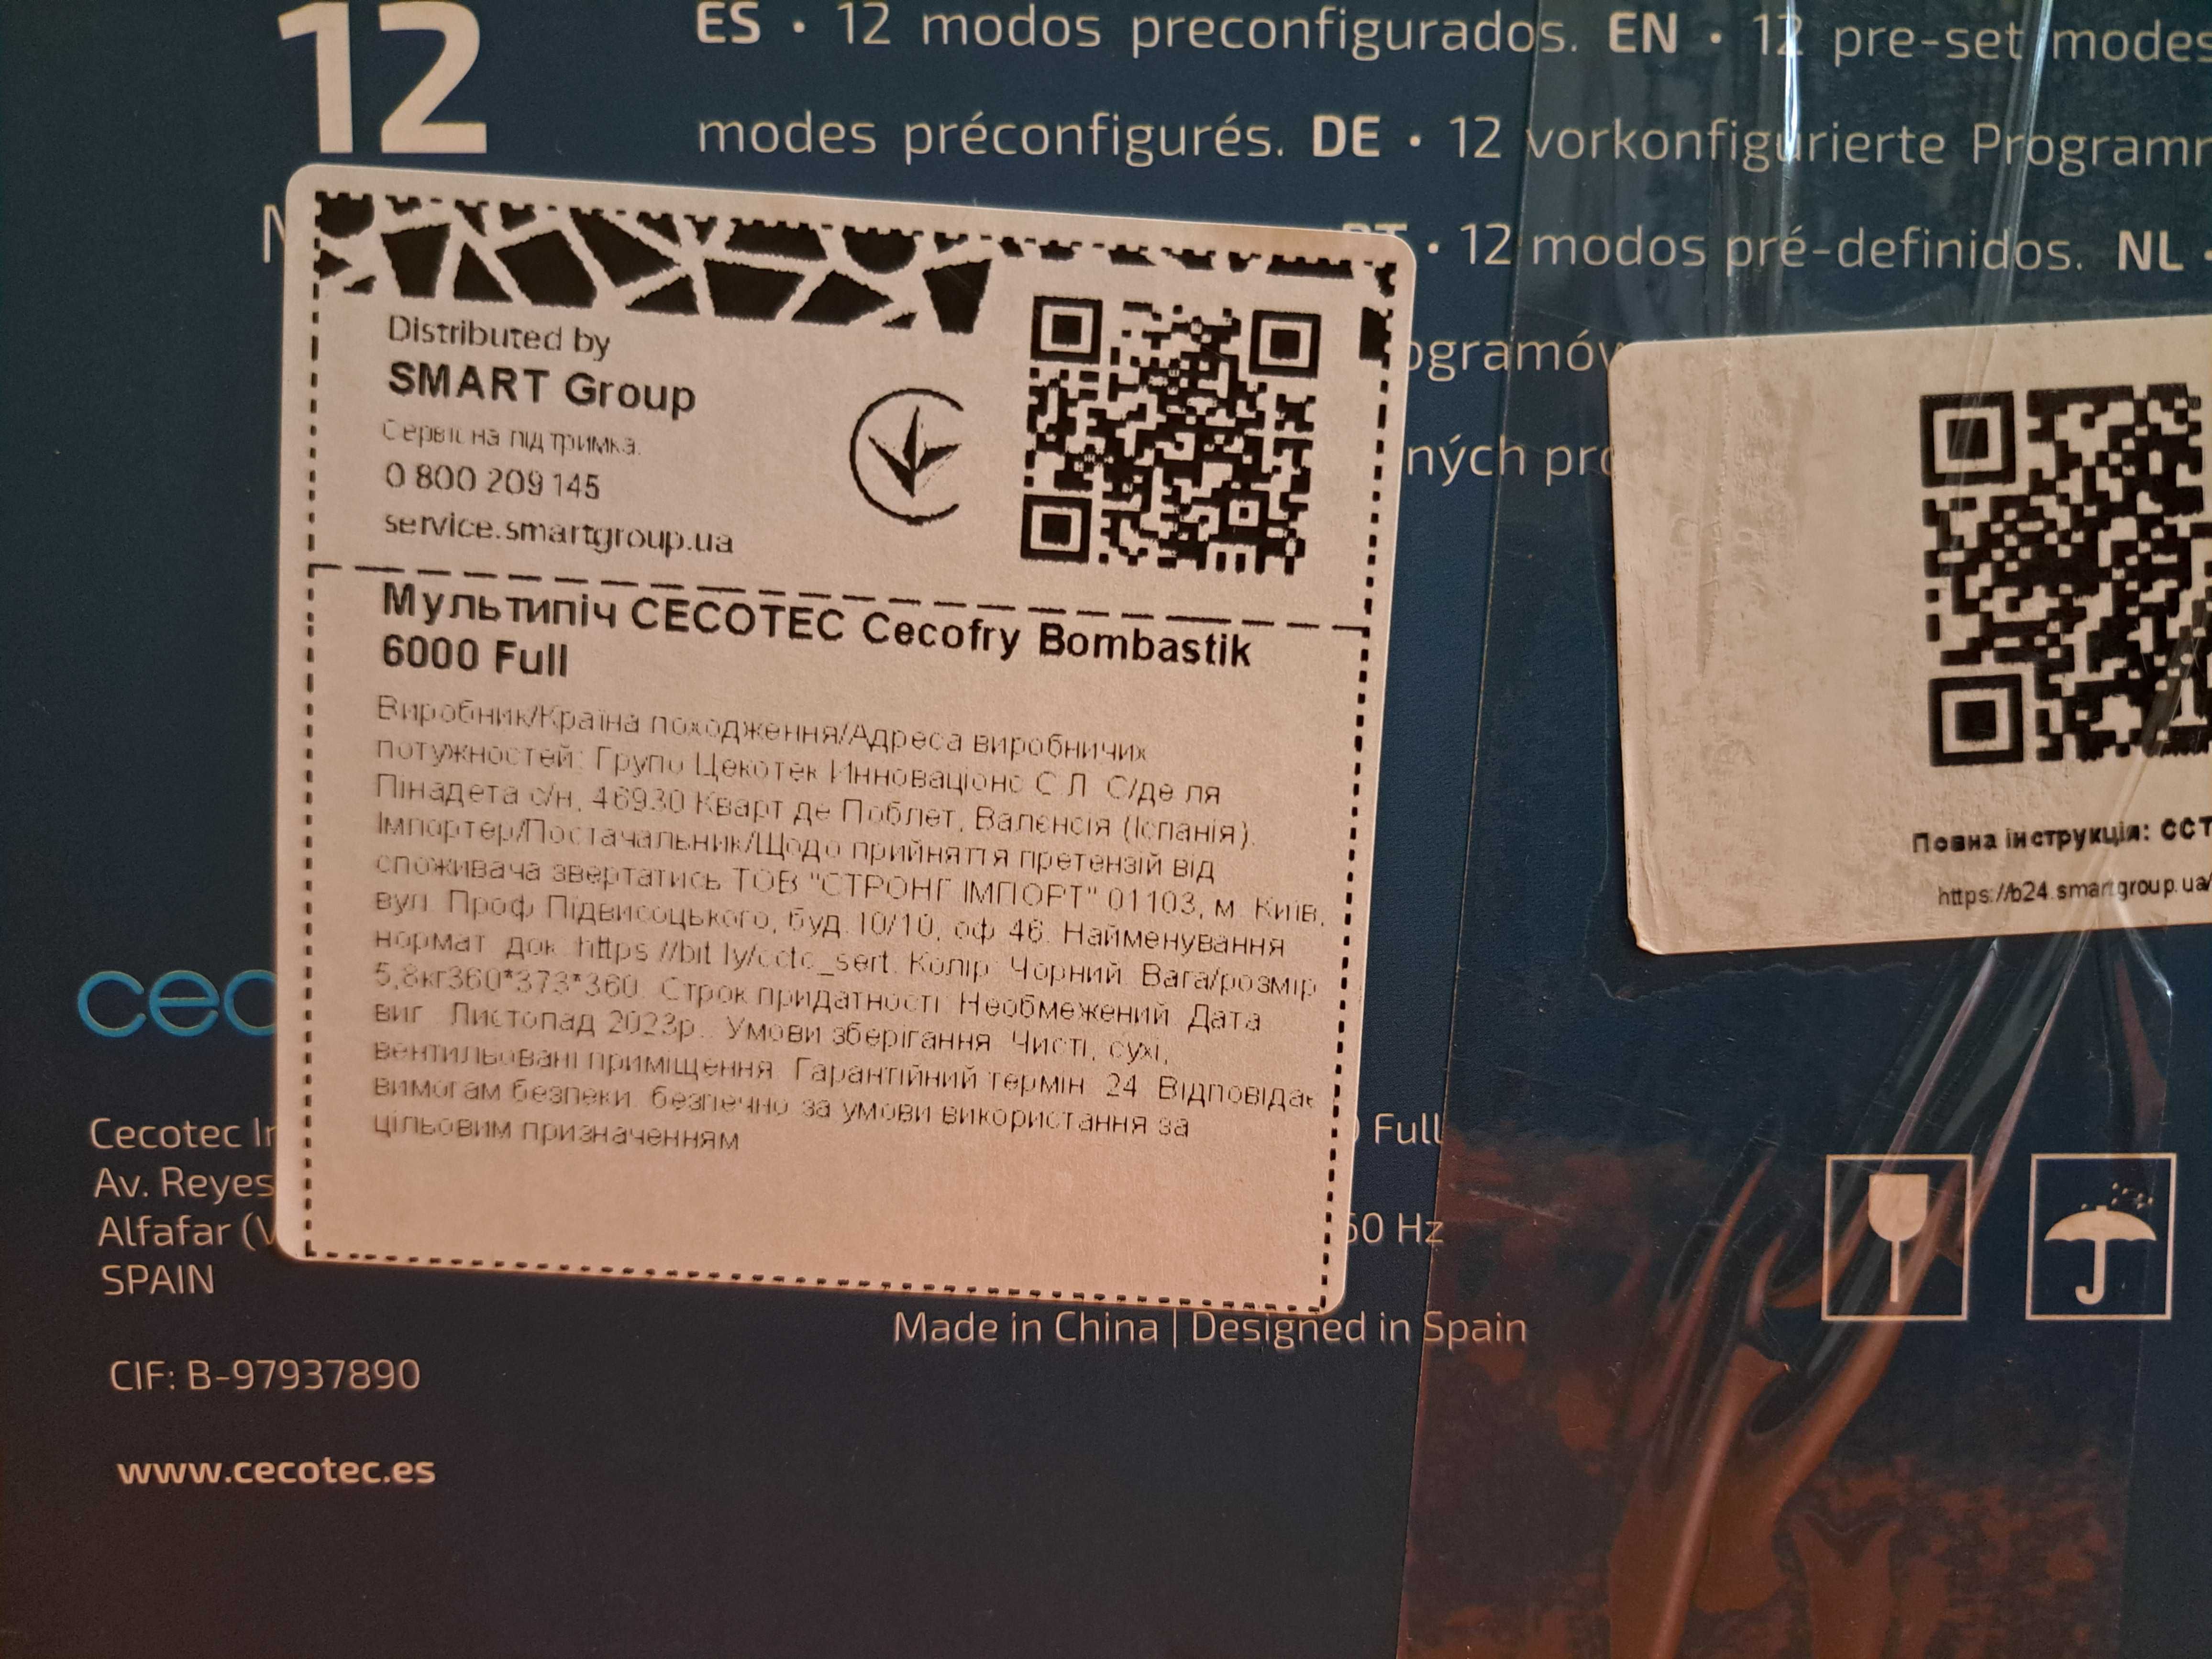 12
ES • 12 modos preconfigurados. EN • 12 pre-set modes
modes préconfigurés. DE • 12 vorkonfigurierte Programm
PT • 12 modos pré-definidos. NL •
ogramów
ných pro
Distributed by
SMART Group
Сервісна підтримка:
0 800 209 145
service.smartgroup.ua
Мультипіч CECOTEC Cecofry Bombastik
6000 Full
Виробник/Країна походження/Адреса виробничих
потужностей: Групо Цекотек Инноваціонс С.Л. С/де ля
Пінадета с/н, 46930 Кварт де Поблет, Валенсія (Іспанія).
Імпортер/Постачальник/Щодо прийняття претензій від
споживача звертатись ТОВ "СТРОНГ ІМПОРТ" 01103, м. Київ,
вул. Проф Підвисоцького, буд. 10/10, оф 46. Найменування
нормат. док. https://bit.ly/cctc_sert. Колір: Чорний. Вага/розмір
5,8кг360*373*360. Строк придатності: Необмежений. Дата
виг.: Листопад 2023р.. Умови зберігання: Чисті, сухі,
вентильовані приміщення. Гарантійний термін: 24. Відповідає
вимогам безпеки. безпечно за умови використання за
цільовим призначенням
Повна інструкція: CCT
https://b24.smartgroup.ua/
cec
Cecotec In
Av. Reyes
Alfafar (V
SPAIN
CIF: B-97937890
www.cecotec.es
Full
60 Hz
Made in China | Designed in Spain